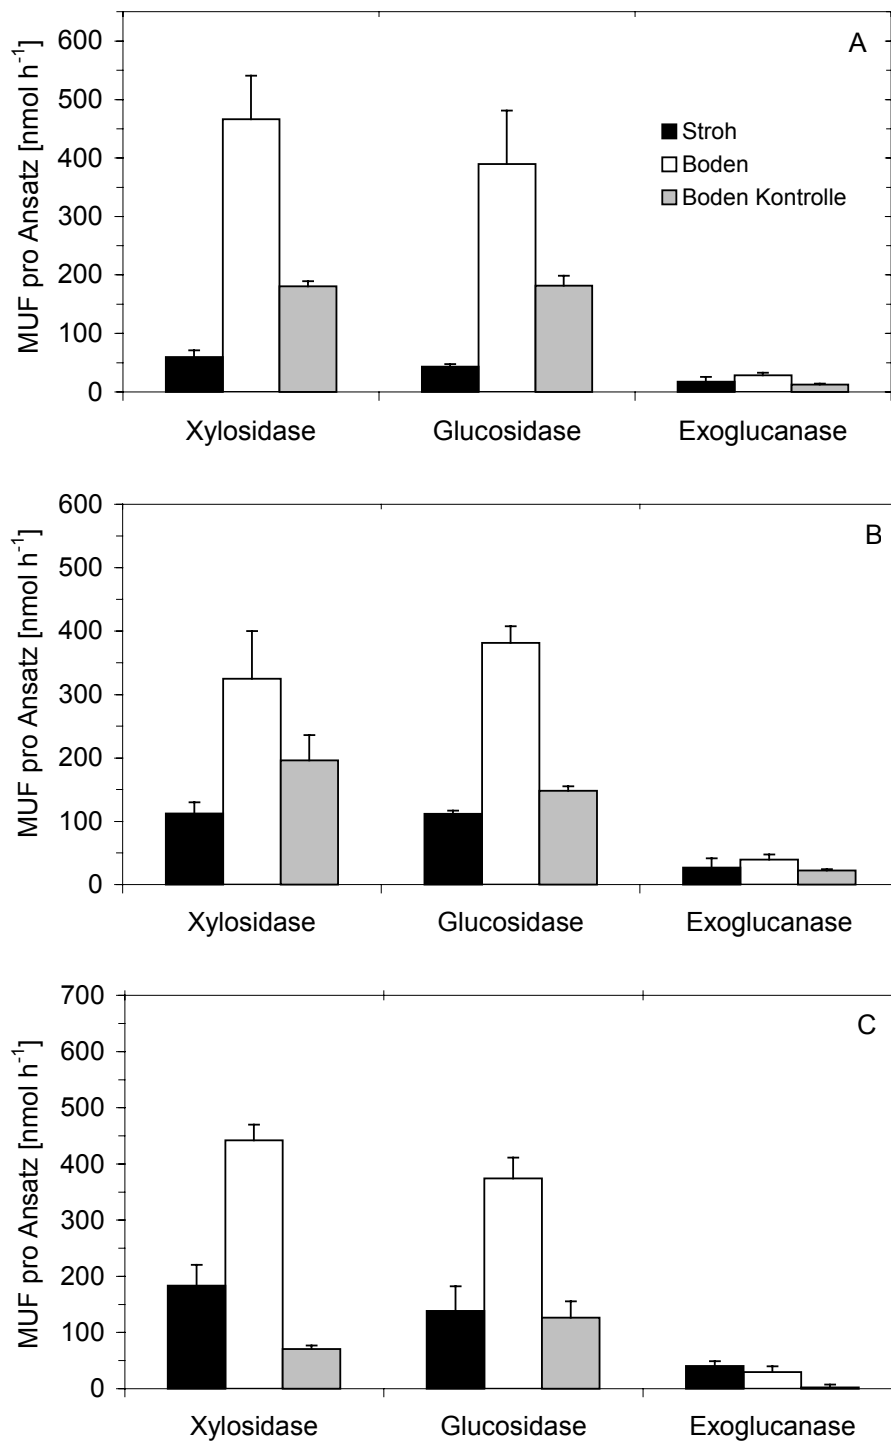 A
MUF pro Ansatz [nmol h⁻¹]
600
500
400
300
200
100
0
Stroh
Boden
Boden Kontrolle
Xylosidase Glucosidase Exoglucanase
B
MUF pro Ansatz [nmol h⁻¹]
600
500
400
300
200
100
0
Xylosidase Glucosidase Exoglucanase
C
MUF pro Ansatz [nmol h⁻¹]
700
600
500
400
300
200
100
0
Xylosidase Glucosidase Exoglucanase